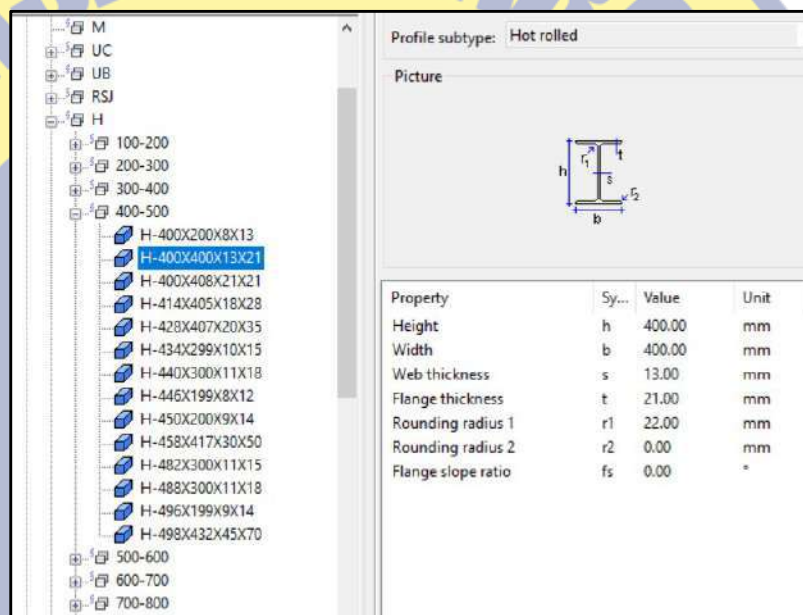 M
UC
UB
RSJ
H
100-200
200-300
300-400
400-500
H-400X200X8X13
H-400X400X13X21
H-400X408X21X21
H-414X405X18X28
H-428X407X20X35
H-434X299X10X15
H-440X300X11X18
H-446X199X8X12
H-450X200X9X14
H-458X417X30X50
H-482X300X11X15
H-488X300X11X18
H-496X199X9X14
H-498X432X45X70
500-600
600-700
700-800
Profile subtype: Hot rolled
Picture
h r1 t s r2 b
Property Sy... Value Unit
Height h 400.00 mm
Width b 400.00 mm
Web thickness s 13.00 mm
Flange thickness t 21.00 mm
Rounding radius 1 r1 22.00 mm
Rounding radius 2 r2 0.00 mm
Flange slope ratio fs 0.00 °